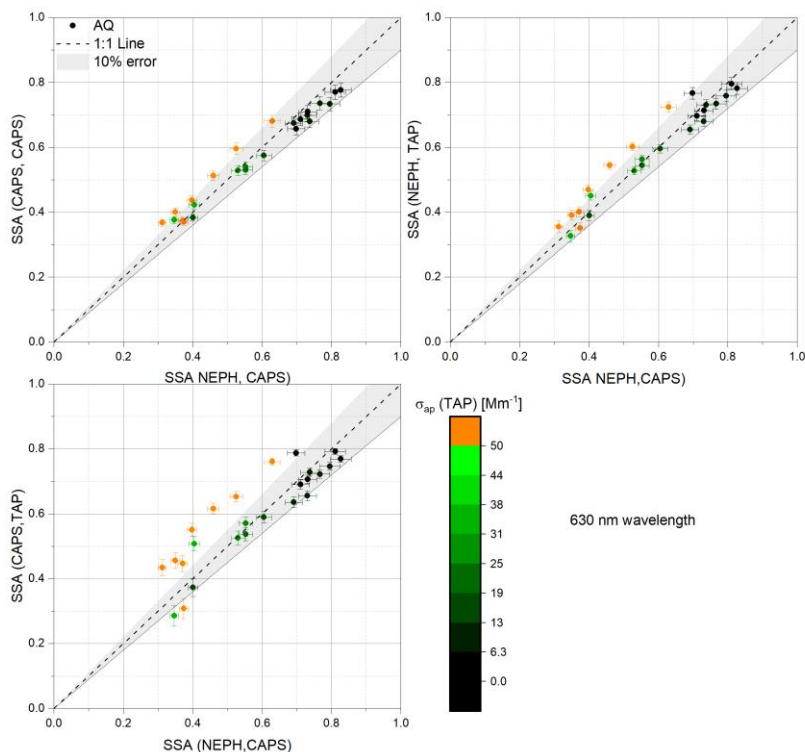 AQ
1:1 Line
10% error
SSA (CAPS, CAPS)
1.0
0.8
0.6
0.4
0.2
0.0
0.0 0.2 0.4 0.6 0.8 1.0
SSA NEPH, CAPS)
SSA (NEPH, TAP)
1.0
0.8
0.6
0.4
0.2
0.0
0.0 0.2 0.4 0.6 0.8 1.0
SSA NEPH,CAPS)
SSA (CAPS,TAP)
1.0
0.8
0.6
0.4
0.2
0.0
0.0 0.2 0.4 0.6 0.8 1.0
SSA (NEPH,CAPS)
σap (TAP) [Mm⁻¹]
50
44
38
31
25
19
13
6.3
0.0
630 nm wavelength